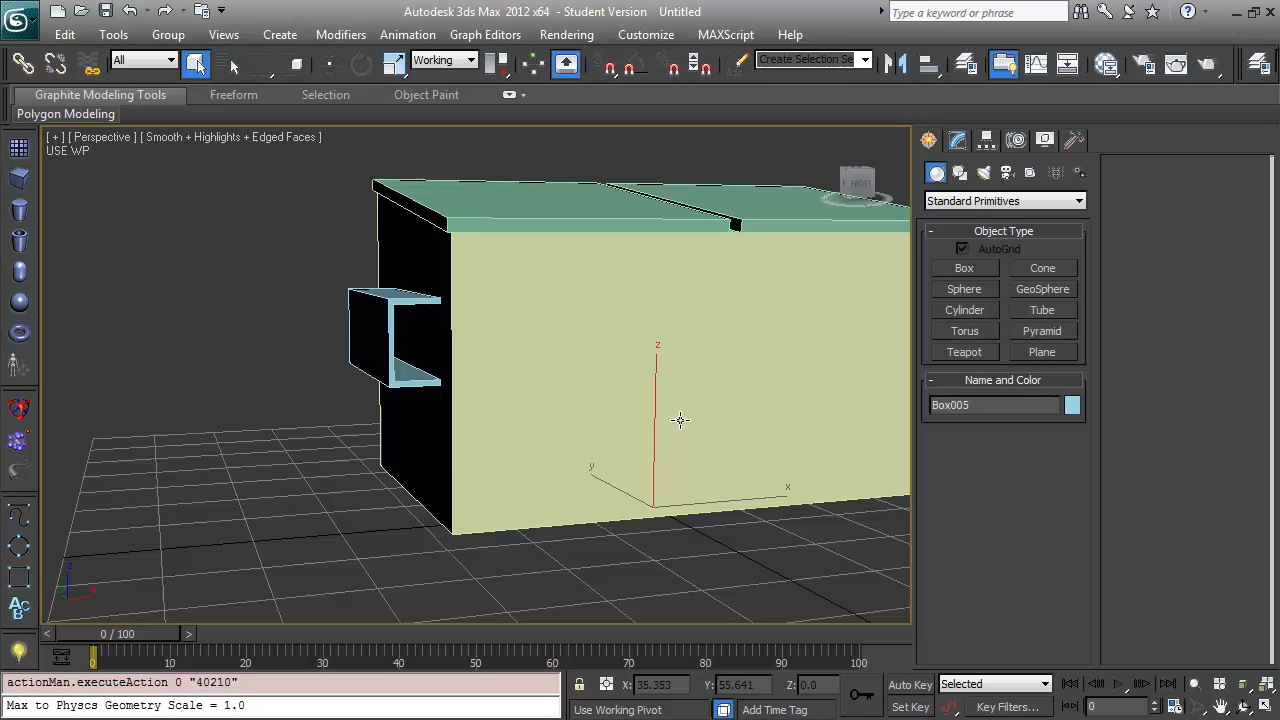 Autodesk 3ds Max 2012 x64 - Student Version Untitled
Type a keyword or phrase
Edit Tools Group Views Create Modifiers Animation Graph Editors Rendering Customize MAXScript Help
All
Working
Create Selection Se
Graphite Modeling Tools Freeform Selection Object Paint
Polygon Modeling
[ + ] [ Perspective ] [ Smooth + Highlights + Edged Faces ]
USE WP
FRONT
Standard Primitives
- Object Type
AutoGrid
Box Cone
Sphere GeoSphere
Cylinder Tube
Torus Pyramid
Teapot Plane
- Name and Color
Box005
z
y
x
z
x
< 0 / 100 >
0 10 20 30 40 50 60 70 80 90 100
actionMan.executeAction 0 "40210"
Max to Physcs Geometry Scale = 1.0
X: 35.353 Y: 55.641 Z: 0.0
Use Working Pivot
Add Time Tag
Auto Key Selected
Set Key Key Filters...
0